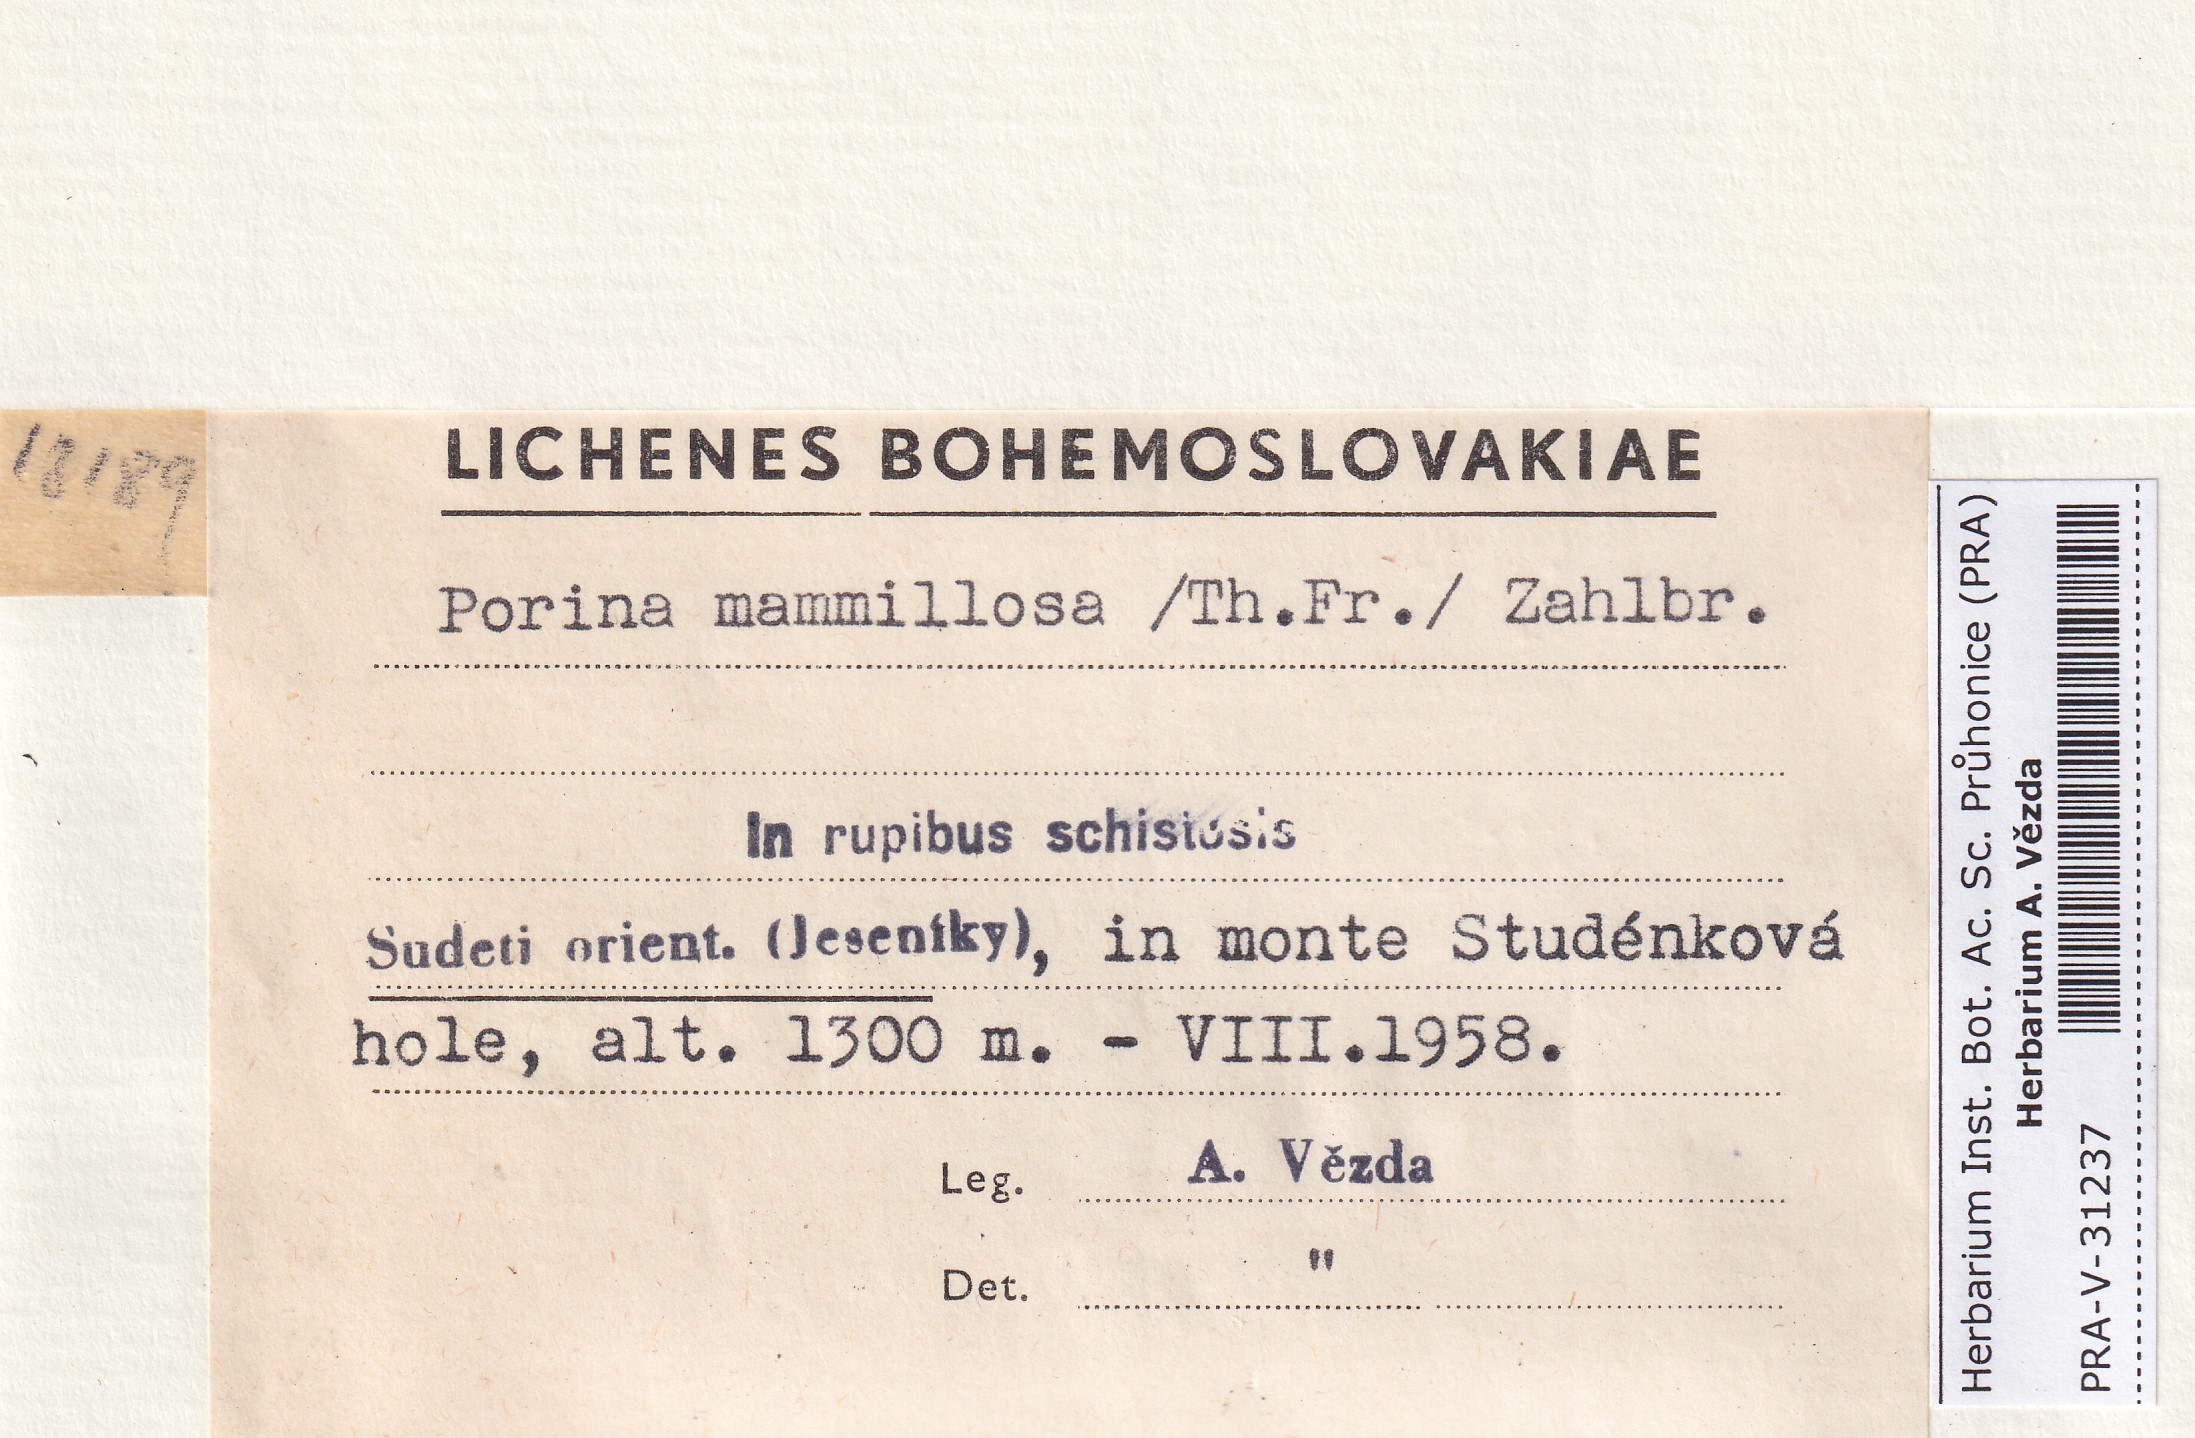 18189
LICHENES BOHEMOSLOVAKIAE
Porina mammillosa /Th.Fr./ Zahlbr.
In rupibus schistosis
Sudeti orient. (Jeseníky), in monte Studénková
hole, alt. 1300 m. - VIII.1958.
Leg. A. Vězda
Det. "
Herbarium Inst. Bot. Ac. Sc. Průhonice (PRA)
Herbarium A. Vězda
PRA-V-31237